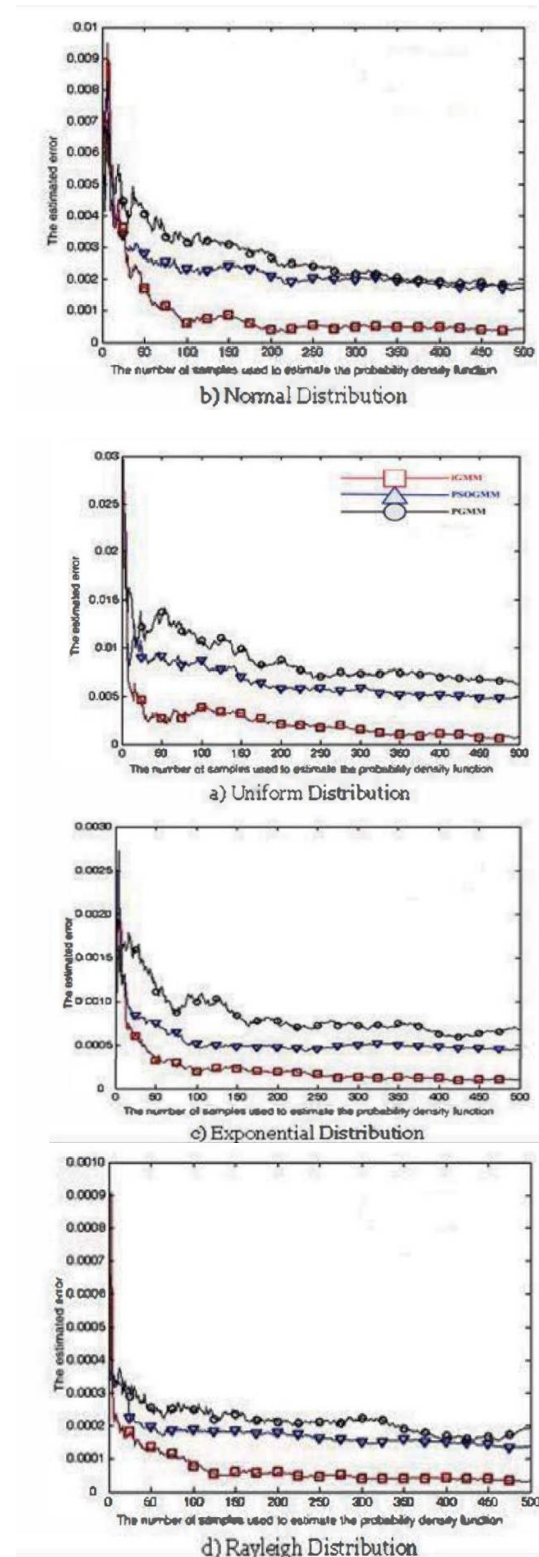 0.01
0.009
0.008
0.007
0.006
0.005
0.004
0.003
0.002
0.001
0
The estimated error
50 100 150 200 250 300 350 400 450 500
The number of samples used to estimate the probability density function
b) Normal Distribution
0.03
0.025
0.02
0.015
0.01
0.005
0
The estimated error
IGMM
PSOGMM
PGMM
0 50 100 150 200 250 300 350 400 450 500
The number of samples used to estimate the probability density function
a) Uniform Distribution
0.0030
0.0025
0.0020
0.0015
0.0010
0.0005
0
The estimated error
0 50 100 150 200 250 300 350 400 450 500
The number of samples used to estimate the probability density function
c) Exponential Distribution
0.0010
0.0009
0.0008
0.0007
0.0006
0.0005
0.0004
0.0003
0.0002
0.0001
0
The estimated error
0 50 100 150 200 250 300 350 400 450 500
The number of samples used to estimate the probability density function
d) Rayleigh Distribution